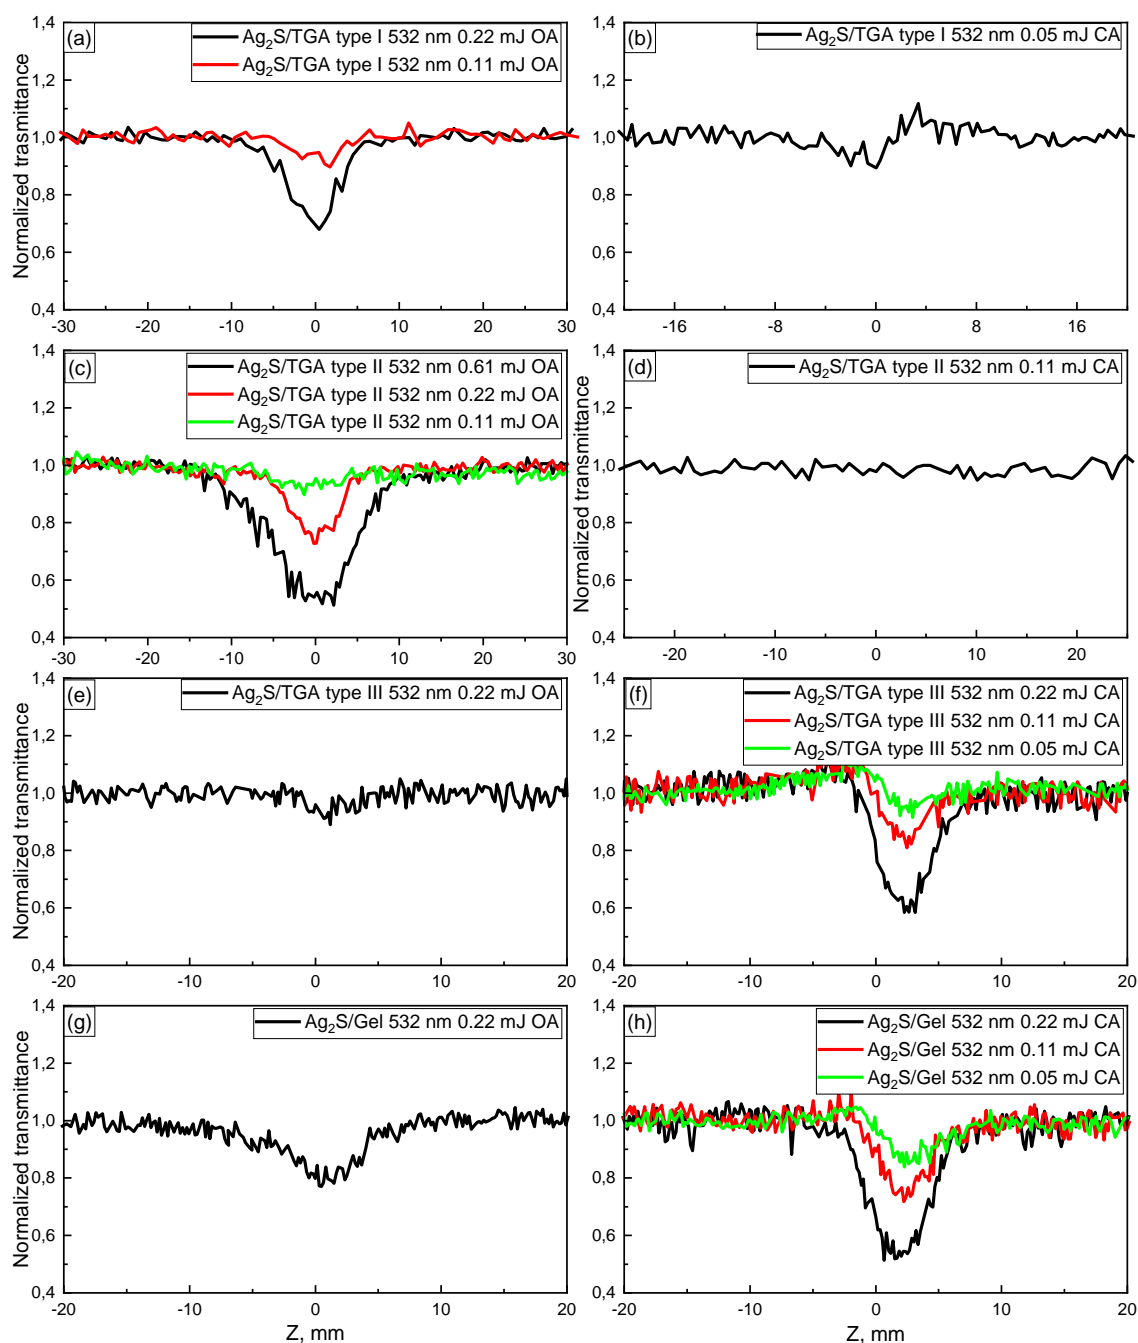 (a)
Ag₂S/TGA type I 532 nm 0.22 mJ OA
Ag₂S/TGA type I 532 nm 0.11 mJ OA
1,4
1,2
1,0
0,8
0,6
0,4
Normalized transmittance
-30 -20 -10 0 10 20 30
(b)
Ag₂S/TGA type I 532 nm 0.05 mJ CA
1,4
1,2
1,0
0,8
0,6
0,4
Normalized transmittance
-16 -8 0 8 16
(c)
Ag₂S/TGA type II 532 nm 0.61 mJ OA
Ag₂S/TGA type II 532 nm 0.22 mJ OA
Ag₂S/TGA type II 532 nm 0.11 mJ OA
1,4
1,2
1,0
0,8
0,6
0,4
Normalized transmittance
-30 -20 -10 0 10 20 30
(d)
Ag₂S/TGA type II 532 nm 0.11 mJ CA
1,4
1,2
1,0
0,8
0,6
0,4
Normalized transmittance
-20 -10 0 10 20
(e)
Ag₂S/TGA type III 532 nm 0.22 mJ OA
1,4
1,2
1,0
0,8
0,6
0,4
Normalized transmittance
-20 -10 0 10 20
(f)
Ag₂S/TGA type III 532 nm 0.22 mJ CA
Ag₂S/TGA type III 532 nm 0.11 mJ CA
Ag₂S/TGA type III 532 nm 0.05 mJ CA
1,4
1,2
1,0
0,8
0,6
0,4
Normalized transmittance
-20 -10 0 10 20
(g)
Ag₂S/Gel 532 nm 0.22 mJ OA
1,4
1,2
1,0
0,8
0,6
0,4
Normalized transmittance
-20 -10 0 10 20
Z, mm
(h)
Ag₂S/Gel 532 nm 0.22 mJ CA
Ag₂S/Gel 532 nm 0.11 mJ CA
Ag₂S/Gel 532 nm 0.05 mJ CA
1,4
1,2
1,0
0,8
0,6
0,4
Normalized transmittance
-20 -10 0 10 20
Z, mm